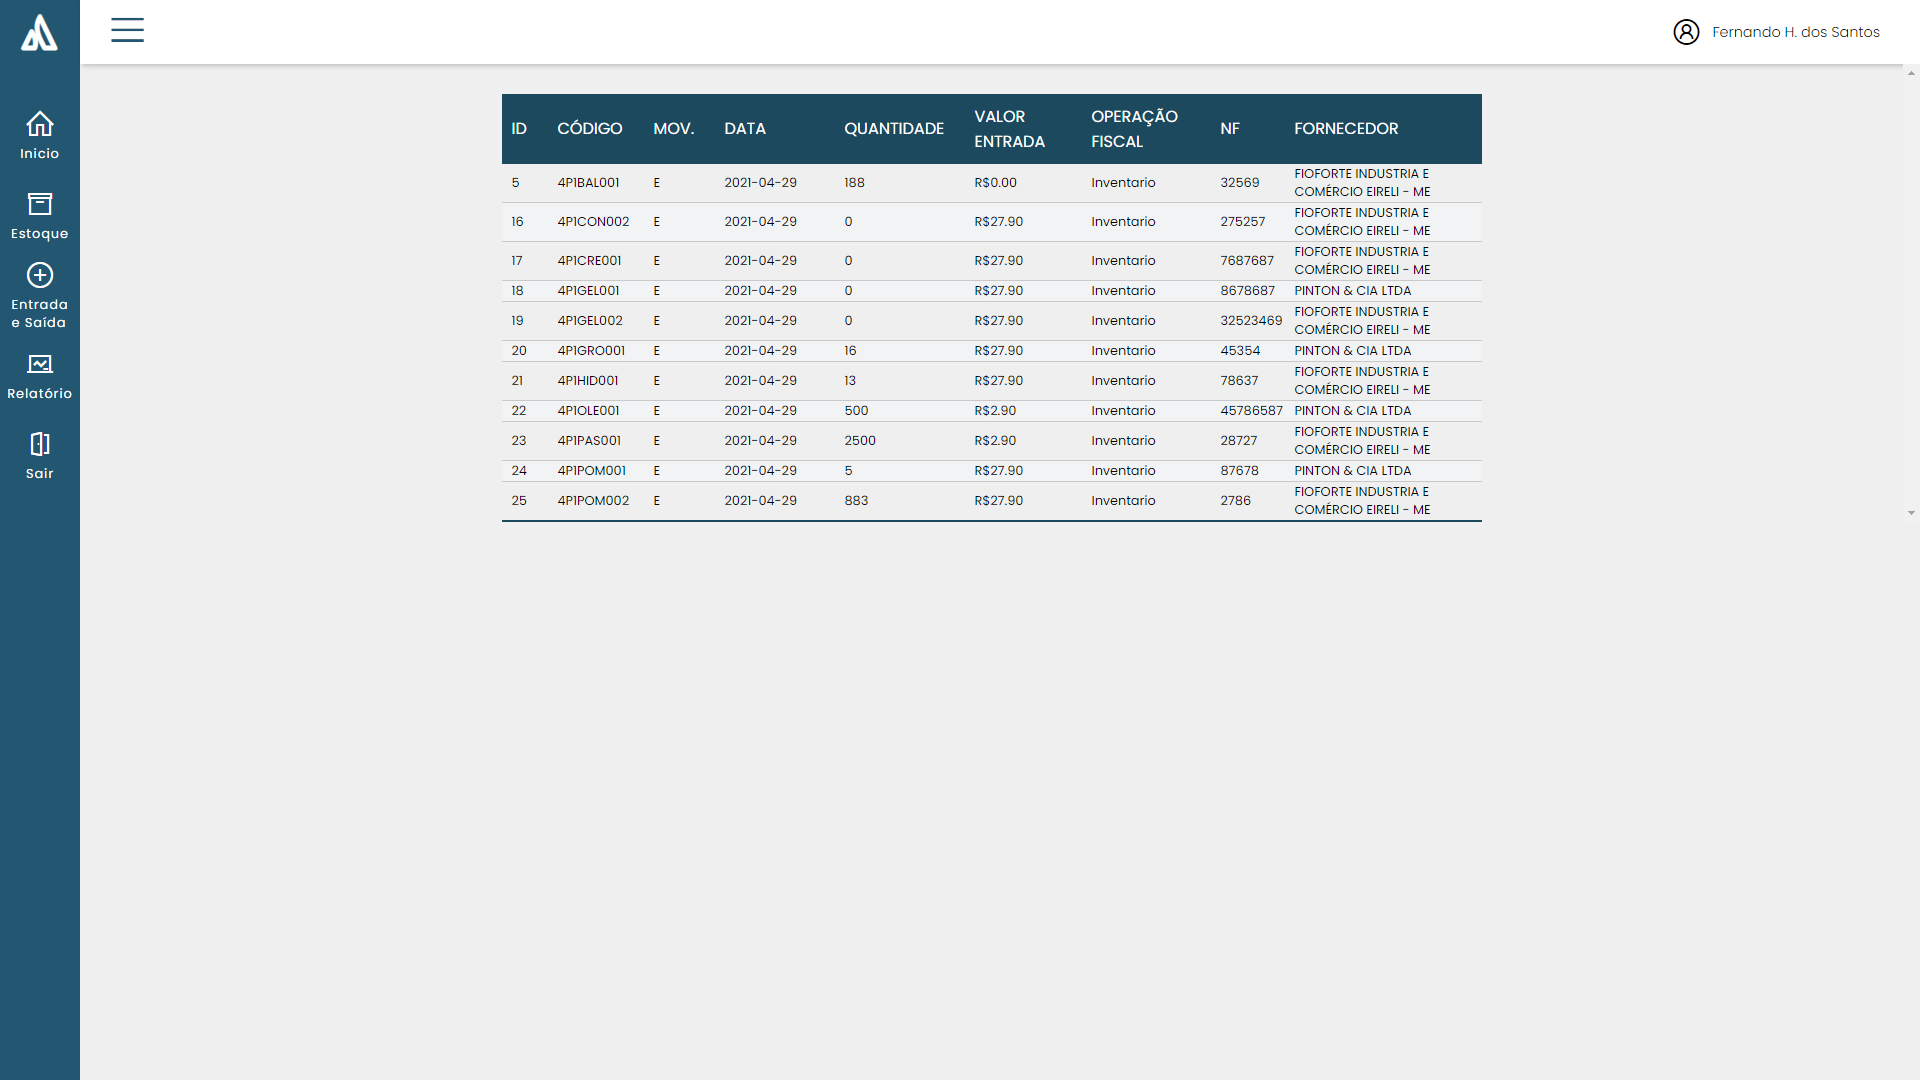 Fernando H. dos Santos
Inicio
Estoque
Entrada
e Saída
Relatório
Sair
ID CÓDIGO MOV. DATA QUANTIDADE VALOR ENTRADA OPERAÇÃO FISCAL NF FORNECEDOR
5 4P1BAL001 E 2021-04-29 188 R$0.00 Inventario 32569 FIOFORTE INDUSTRIA E COMÉRCIO EIRELI - ME
16 4P1CON002 E 2021-04-29 0 R$27.90 Inventario 275257 FIOFORTE INDUSTRIA E COMÉRCIO EIRELI - ME
17 4P1CRE001 E 2021-04-29 0 R$27.90 Inventario 7687687 FIOFORTE INDUSTRIA E COMÉRCIO EIRELI - ME
18 4P1GEL001 E 2021-04-29 0 R$27.90 Inventario 8678687 PINTON & CIA LTDA
19 4P1GEL002 E 2021-04-29 0 R$27.90 Inventario 32523469 FIOFORTE INDUSTRIA E COMÉRCIO EIRELI - ME
20 4P1GRO001 E 2021-04-29 16 R$27.90 Inventario 45354 PINTON & CIA LTDA
21 4P1HID001 E 2021-04-29 13 R$27.90 Inventario 78637 FIOFORTE INDUSTRIA E COMÉRCIO EIRELI - ME
22 4P1OLE001 E 2021-04-29 500 R$2.90 Inventario 45786587 PINTON & CIA LTDA
23 4P1PAS001 E 2021-04-29 2500 R$2.90 Inventario 28727 FIOFORTE INDUSTRIA E COMÉRCIO EIRELI - ME
24 4P1POM001 E 2021-04-29 5 R$27.90 Inventario 87678 PINTON & CIA LTDA
25 4P1POM002 E 2021-04-29 883 R$27.90 Inventario 2786 FIOFORTE INDUSTRIA E COMÉRCIO EIRELI - ME